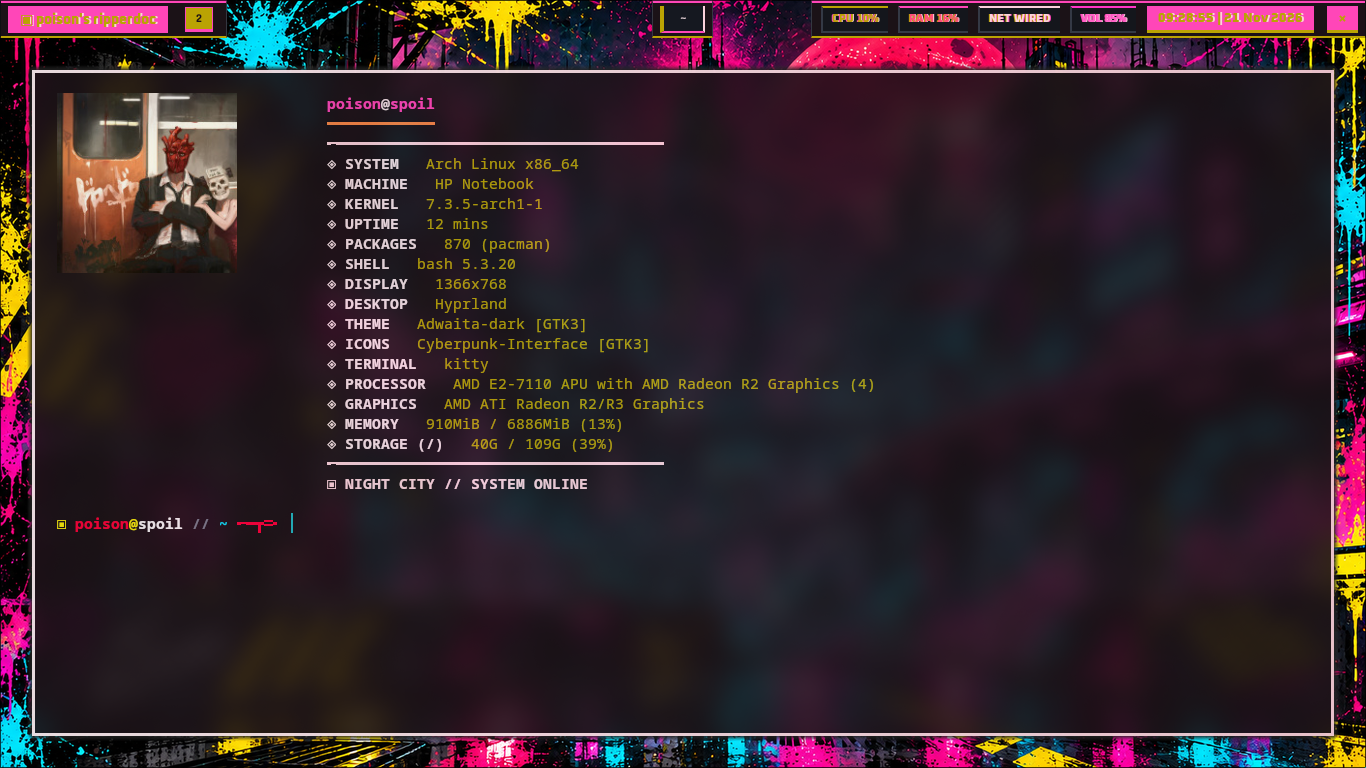 ▣ poison's ripperdoc
2
~
CPU 10%
RAM 16%
NET WIRED
VOL 85%
21 Nov 2025
poison@spoil
◈ SYSTEM Arch Linux x86_64
◈ MACHINE HP Notebook
◈ KERNEL 7.3.5-arch1-1
◈ UPTIME 12 mins
◈ PACKAGES 870 (pacman)
◈ SHELL bash 5.3.20
◈ DISPLAY 1366x768
◈ DESKTOP Hyprland
◈ THEME Adwaita-dark [GTK3]
◈ ICONS Cyberpunk-Interface [GTK3]
◈ TERMINAL kitty
◈ PROCESSOR AMD E2-7110 APU with AMD Radeon R2 Graphics (4)
◈ GRAPHICS AMD ATI Radeon R2/R3 Graphics
◈ MEMORY 910MiB / 6886MiB (13%)
◈ STORAGE (/) 40G / 109G (39%)
▣ NIGHT CITY // SYSTEM ONLINE
▣ poison@spoil // ~